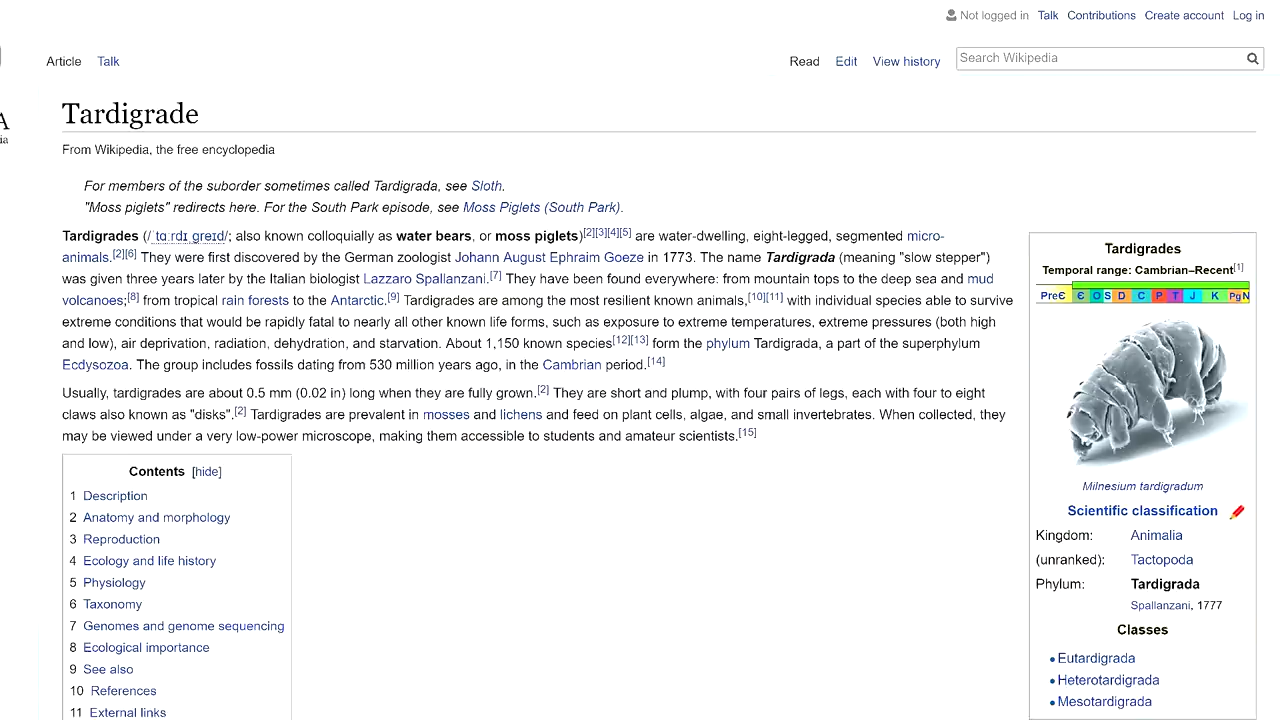 Not logged in Talk Contributions Create account Log in
Article Talk Read Edit View history Search Wikipedia
A
ia
Tardigrade
From Wikipedia, the free encyclopedia
For members of the suborder sometimes called Tardigrada, see Sloth.
"Moss piglets" redirects here. For the South Park episode, see Moss Piglets (South Park).
Tardigrades (/ˈtɑːrdɪˌɡreɪd/; also known colloquially as water bears, or moss piglets)[2][3][4][5] are water-dwelling, eight-legged, segmented micro-
animals.[2][6] They were first discovered by the German zoologist Johann August Ephraim Goeze in 1773. The name Tardigrada (meaning "slow stepper")
was given three years later by the Italian biologist Lazzaro Spallanzani.[7] They have been found everywhere: from mountain tops to the deep sea and mud
volcanoes;[8] from tropical rain forests to the Antarctic.[9] Tardigrades are among the most resilient known animals,[10][11] with individual species able to survive
extreme conditions that would be rapidly fatal to nearly all other known life forms, such as exposure to extreme temperatures, extreme pressures (both high
and low), air deprivation, radiation, dehydration, and starvation. About 1,150 known species[12][13] form the phylum Tardigrada, a part of the superphylum
Ecdysozoa. The group includes fossils dating from 530 million years ago, in the Cambrian period.[14]
Usually, tardigrades are about 0.5 mm (0.02 in) long when they are fully grown.[2] They are short and plump, with four pairs of legs, each with four to eight
claws also known as "disks".[2] Tardigrades are prevalent in mosses and lichens and feed on plant cells, algae, and small invertebrates. When collected, they
may be viewed under a very low-power microscope, making them accessible to students and amateur scientists.[15]
Contents [hide]
1 Description
2 Anatomy and morphology
3 Reproduction
4 Ecology and life history
5 Physiology
6 Taxonomy
7 Genomes and genome sequencing
8 Ecological importance
9 See also
10 References
11 External links
Tardigrades
Temporal range: Cambrian–Recent[1]
PreЄ Є O S D C P T J K Pg N
Milnesium tardigradum
Scientific classification
Kingdom: Animalia
(unranked): Tactopoda
Phylum: Tardigrada
Spallanzani, 1777
Classes
• Eutardigrada
• Heterotardigrada
• Mesotardigrada